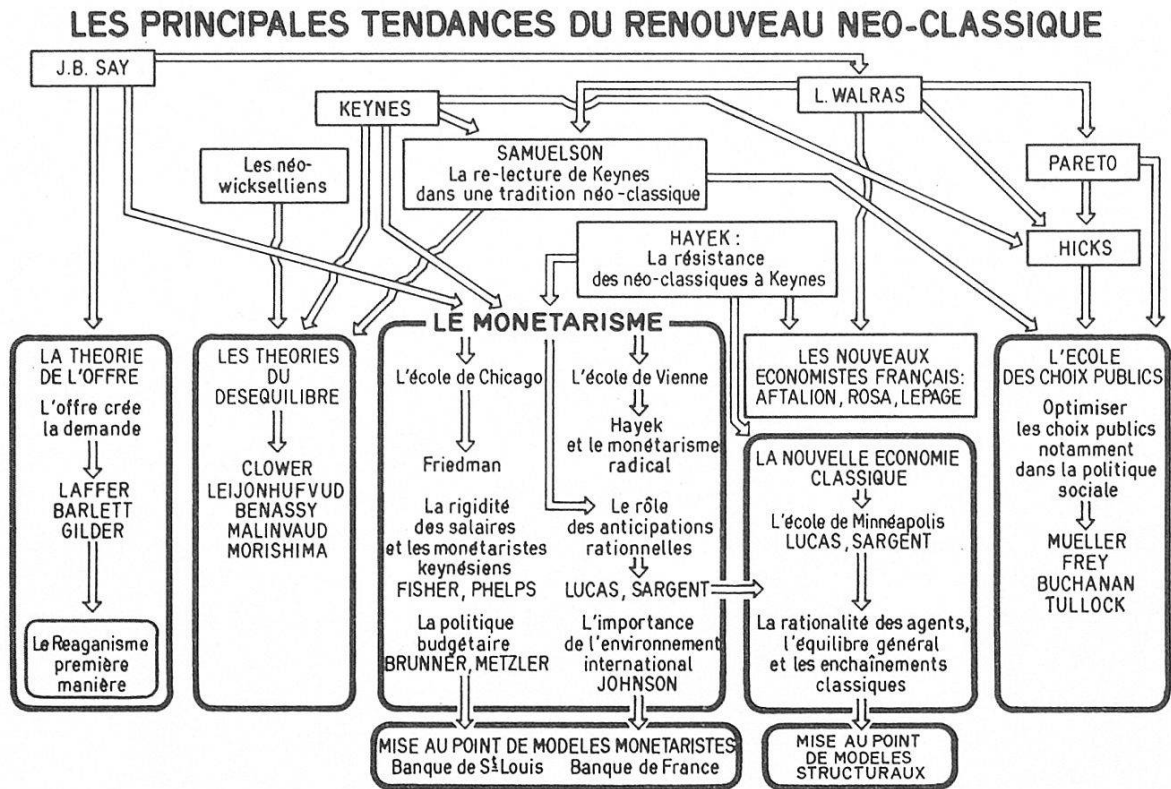 LES PRINCIPALES TENDANCES DU RENOUVEAU NEO-CLASSIQUE
J.B. SAY
KEYNES
L. WALRAS
Les néo-
wickselliens
SAMUELSON
La re-lecture de Keynes
dans une tradition néo-classique
PARETO
HAYEK :
La résistance
des néo-classiques à Keynes
HICKS
LA THEORIE
DE L'OFFRE
L'offre crée
la demande
LAFFER
BARLETT
GILDER
Le Reaganisme
première
manière
LES THEORIES
DU
DESEQUILIBRE
CLOWER
LEIJONHUFVUD
BENASSY
MALINVAUD
MORISHIMA
LE MONETARISME
L'école de Chicago
Friedman
La rigidité
des salaires
et les monétaristes
keynésiens
FISHER, PHELPS
La politique
budgétaire
BRUNNER, METZLER
L'école de Vienne
Hayek
et le monétarisme
radical
Le rôle
des anticipations
rationnelles
LUCAS, SARGENT
L'importance
de l'environnement
international
JOHNSON
MISE AU POINT DE MODELES MONETARISTES
Banque de St Louis Banque de France
LES NOUVEAUX
ECONOMISTES FRANÇAIS:
AFTALION, ROSA, LEPAGE
LA NOUVELLE ECONOMIE
CLASSIQUE
L'école de Minnéapolis
LUCAS, SARGENT
La rationalité des agents,
l'équilibre général
et les enchaînements
classiques
MISE AU POINT
DE MODELES
STRUCTURAUX
L'ECOLE
DES CHOIX PUBLICS
Optimiser
les choix publics
notamment
dans la politique
sociale
MUELLER
FREY
BUCHANAN
TULLOCK